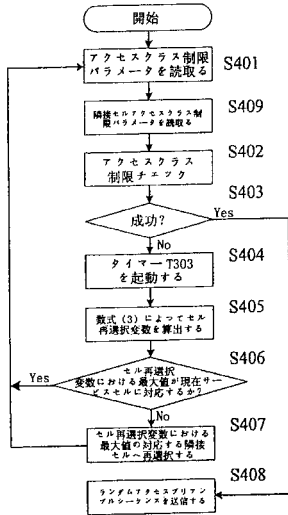 開始
アクセスクラス制限
パラメータを読取る
S401
隣接セルアクセスクラス制
限パラメータを読取る
S409
アクセスクラス
制限チェック
S402
成功?
S403
Yes
No
タイマーT303
を起動する
S404
数式(3)によってセル
再選択変数を算出する
S405
セル再選択
変数における最大値が現在サー
ビスセルに対応するか?
S406
Yes
No
セル再選択変数における
最大値の対応する隣接
セルへ再選択する
S407
ランダムアクセスプリアン
ブルシーケンスを送信する
S408